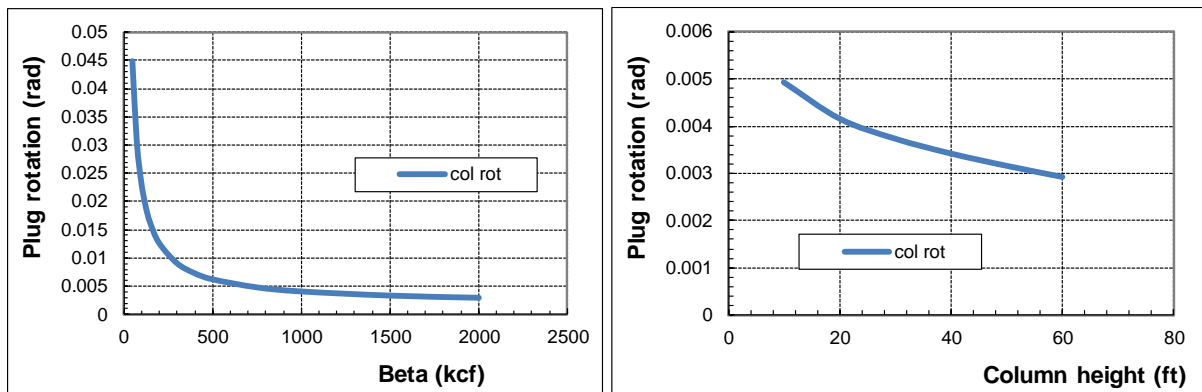 Plug rotation (rad)
0.05
0.045
0.04
0.035
0.03
0.025
0.02
0.015
0.01
0.005
0
col rot
0 500 1000 1500 2000 2500
Beta (kcf)
Plug rotation (rad)
0.006
0.005
0.004
0.003
0.002
0.001
0
col rot
0 20 40 60 80
Column height (ft)